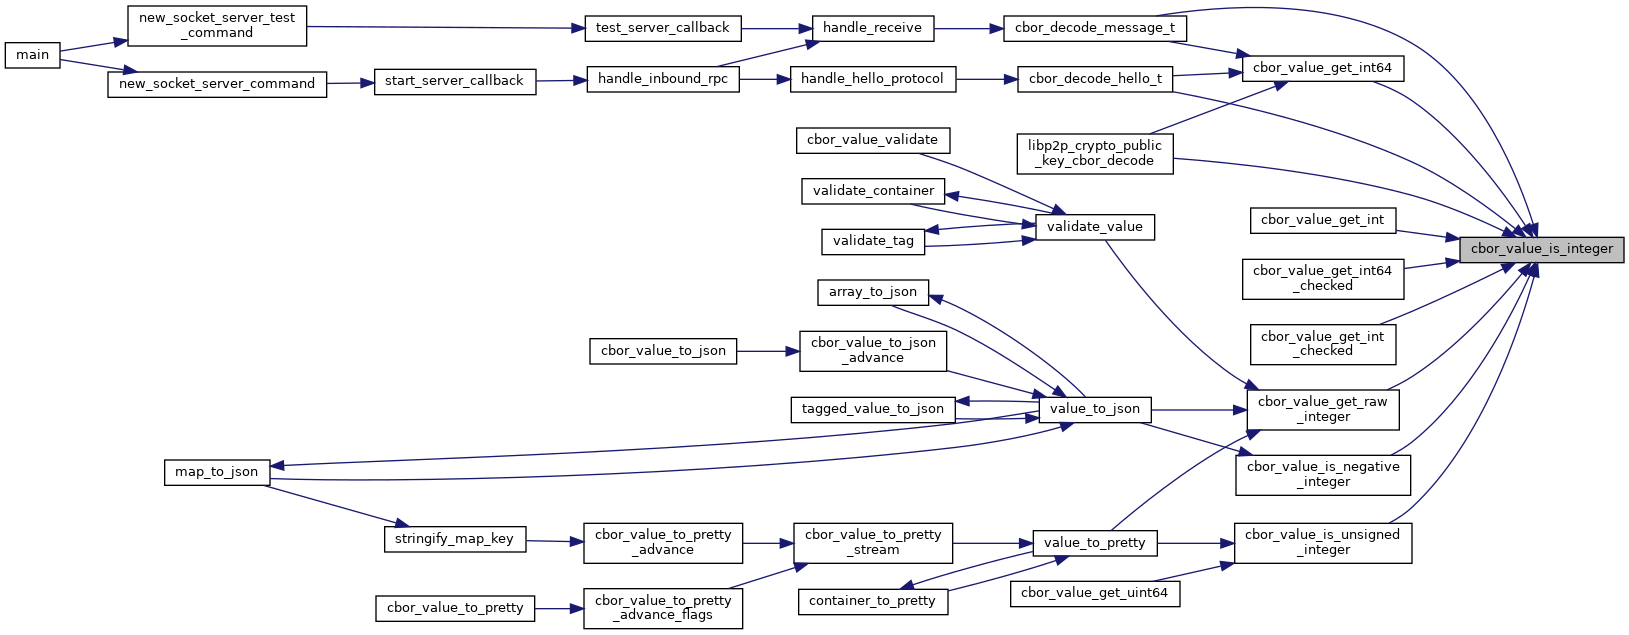 new_socket_server_test
_command
main
new_socket_server_command
test_server_callback
start_server_callback
handle_receive
handle_inbound_rpc
handle_hello_protocol
cbor_decode_message_t
cbor_decode_hello_t
cbor_value_get_int64
libp2p_crypto_public
_key_cbor_decode
cbor_value_validate
validate_container
validate_tag
validate_value
cbor_value_get_int
cbor_value_is_integer
cbor_value_get_int64
_checked
cbor_value_get_int
_checked
array_to_json
cbor_value_to_json
cbor_value_to_json
_advance
tagged_value_to_json
value_to_json
cbor_value_get_raw
_integer
map_to_json
cbor_value_is_negative
_integer
stringify_map_key
cbor_value_to_pretty
_advance
cbor_value_to_pretty
_stream
value_to_pretty
cbor_value_is_unsigned
_integer
cbor_value_to_pretty
cbor_value_to_pretty
_advance_flags
container_to_pretty
cbor_value_get_uint64